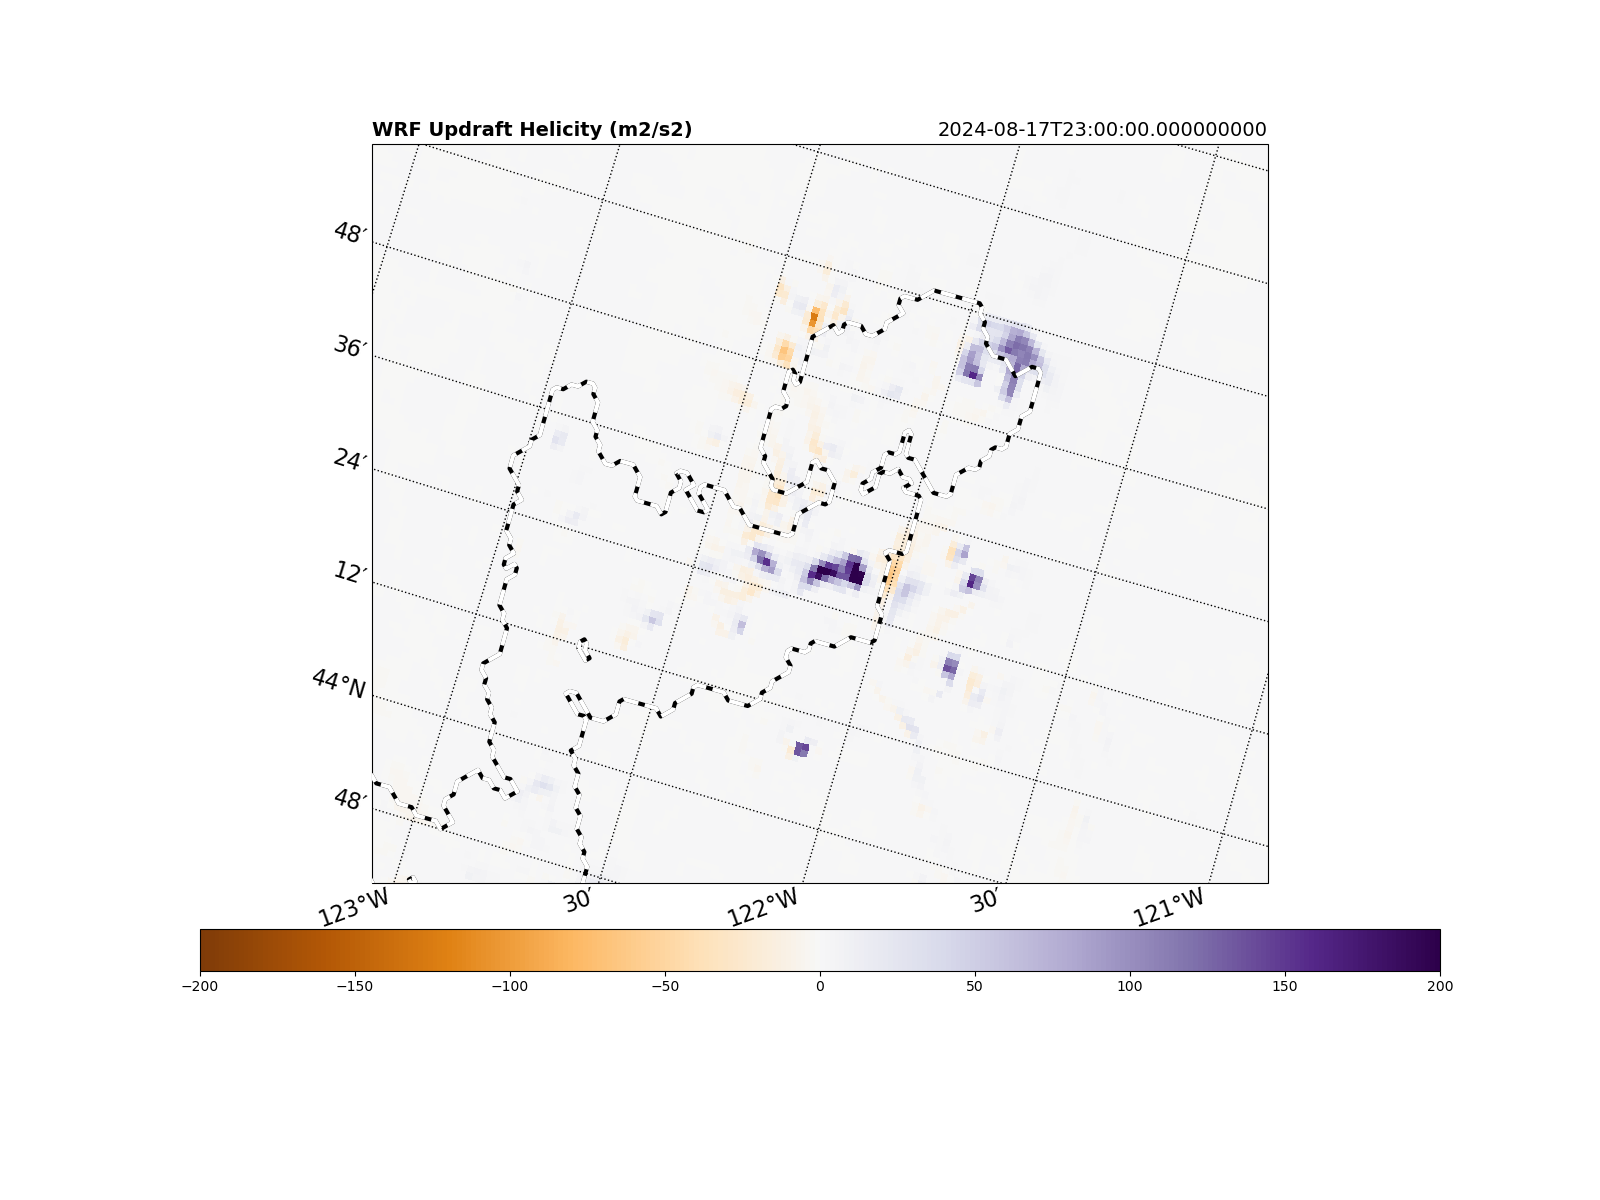 WRF Updraft Helicity (m2/s2) 2024-08-17T23:00:00.000000000
48′
36′
24′
12′
44°N
48′
123°W 30′ 122°W 30′ 121°W
−200 −150 −100 −50 0 50 100 150 200